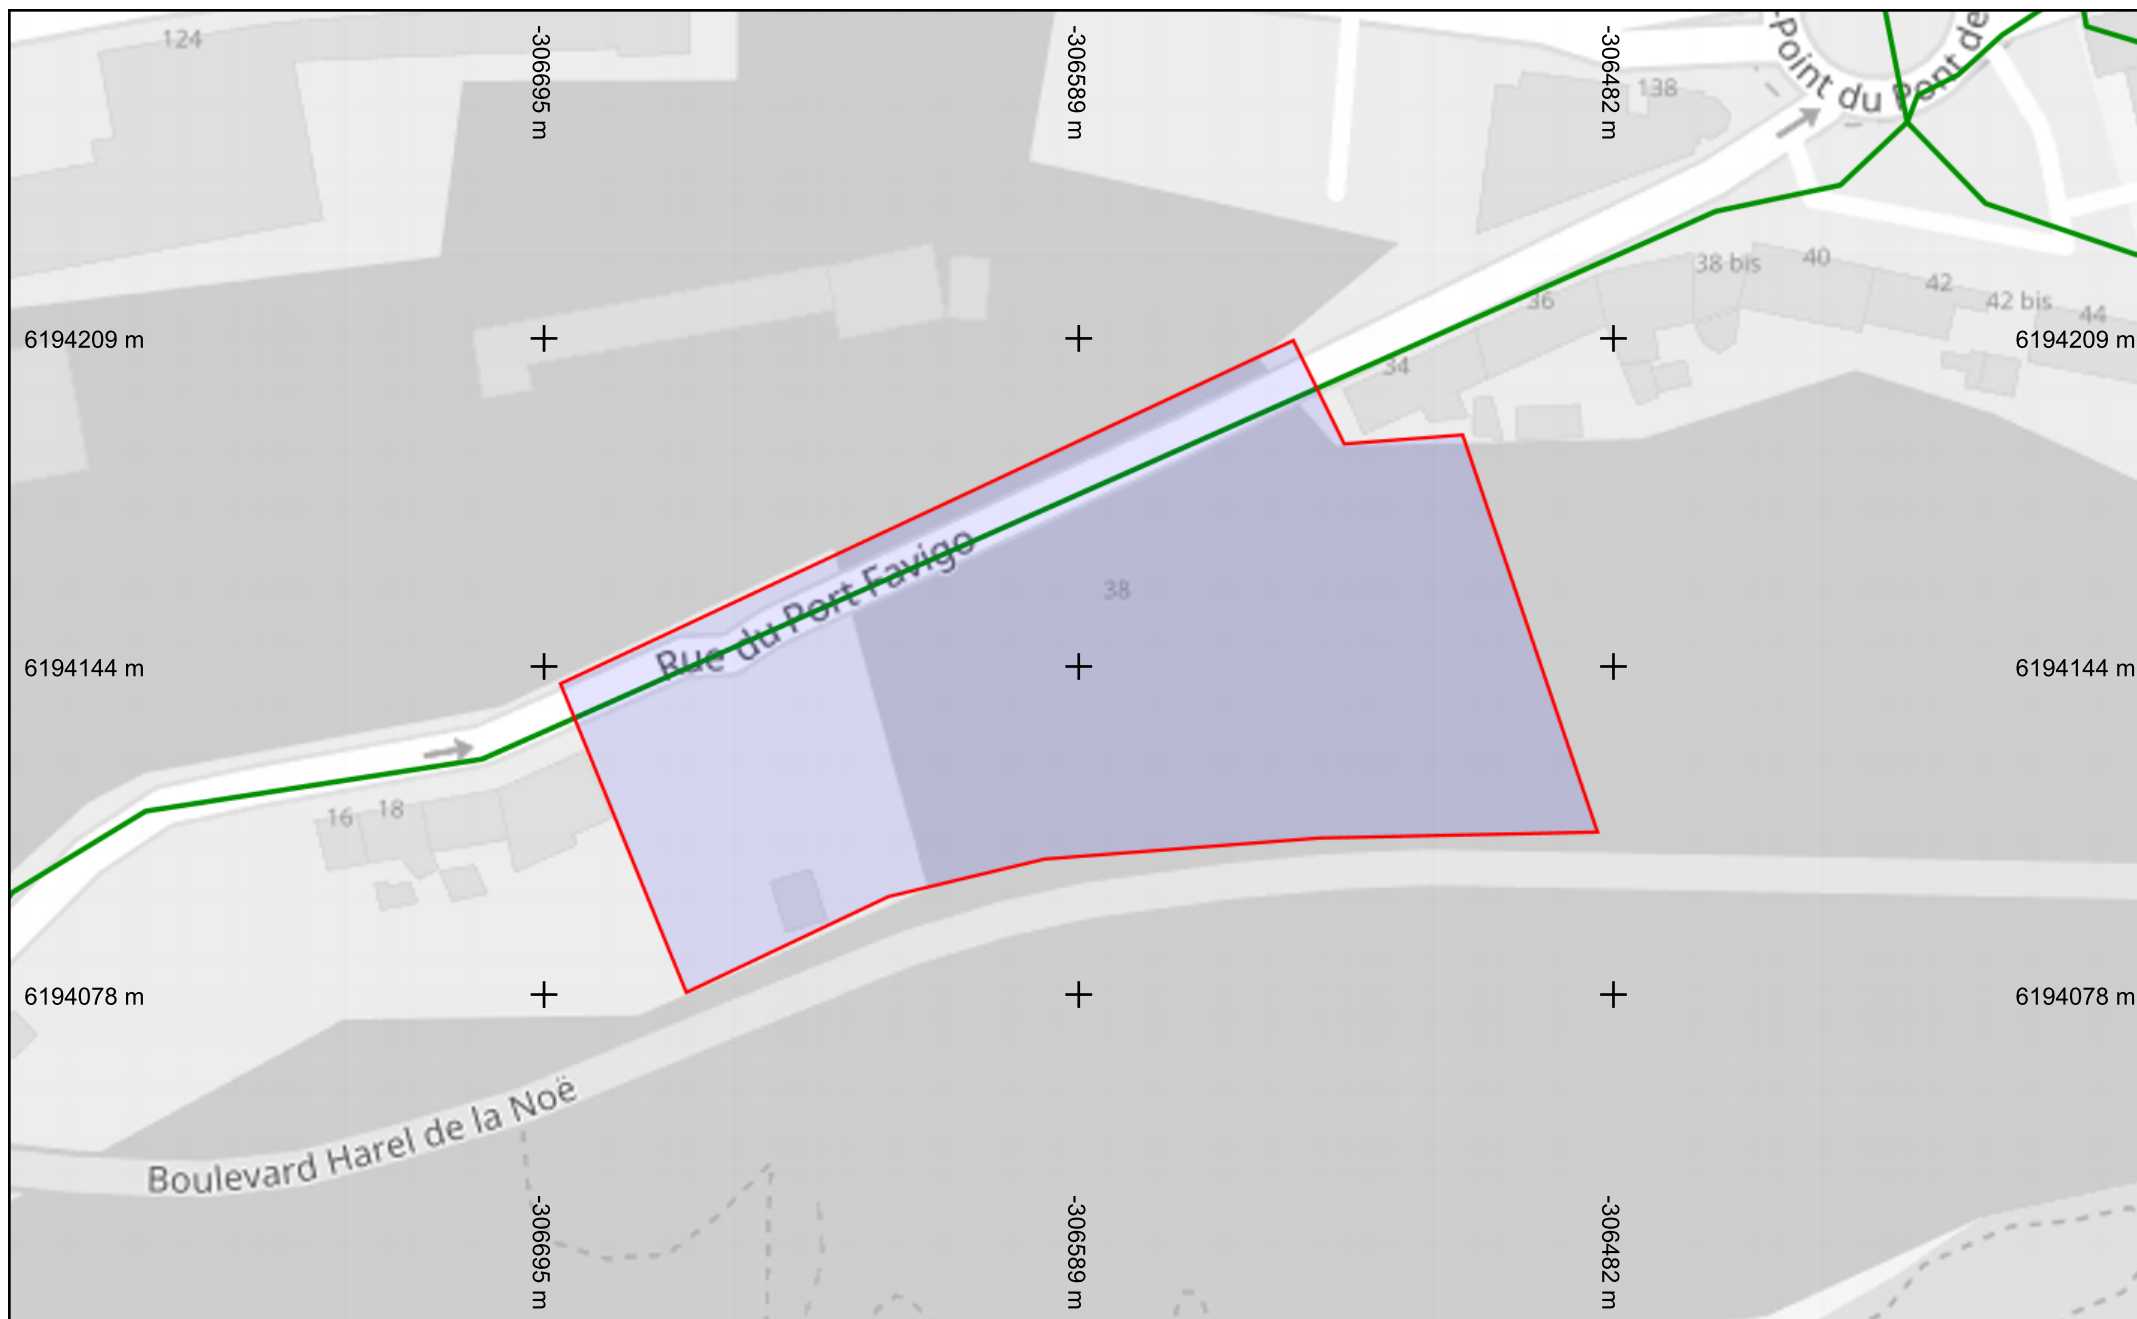 124
-306695 m
-306589 m
-306482 m
-Point du Pont de
138
38 bis
40
42
42 bis
44
36
34
6194209 m
6194209 m
Rue du Port Favigo
38
6194144 m
6194144 m
16
18
6194078 m
6194078 m
Boulevard Harel de la Noë
-306695 m
-306589 m
-306482 m